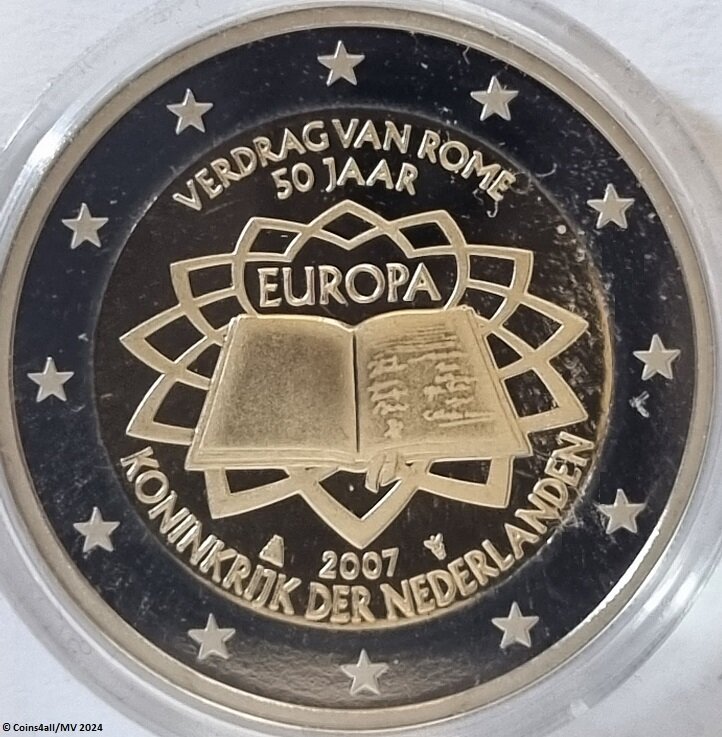 VERDRAG VAN ROME
50 JAAR
EUROPA
2007
KONINKRIJK DER NEDERLANDEN
© Coins4all/MV 2024